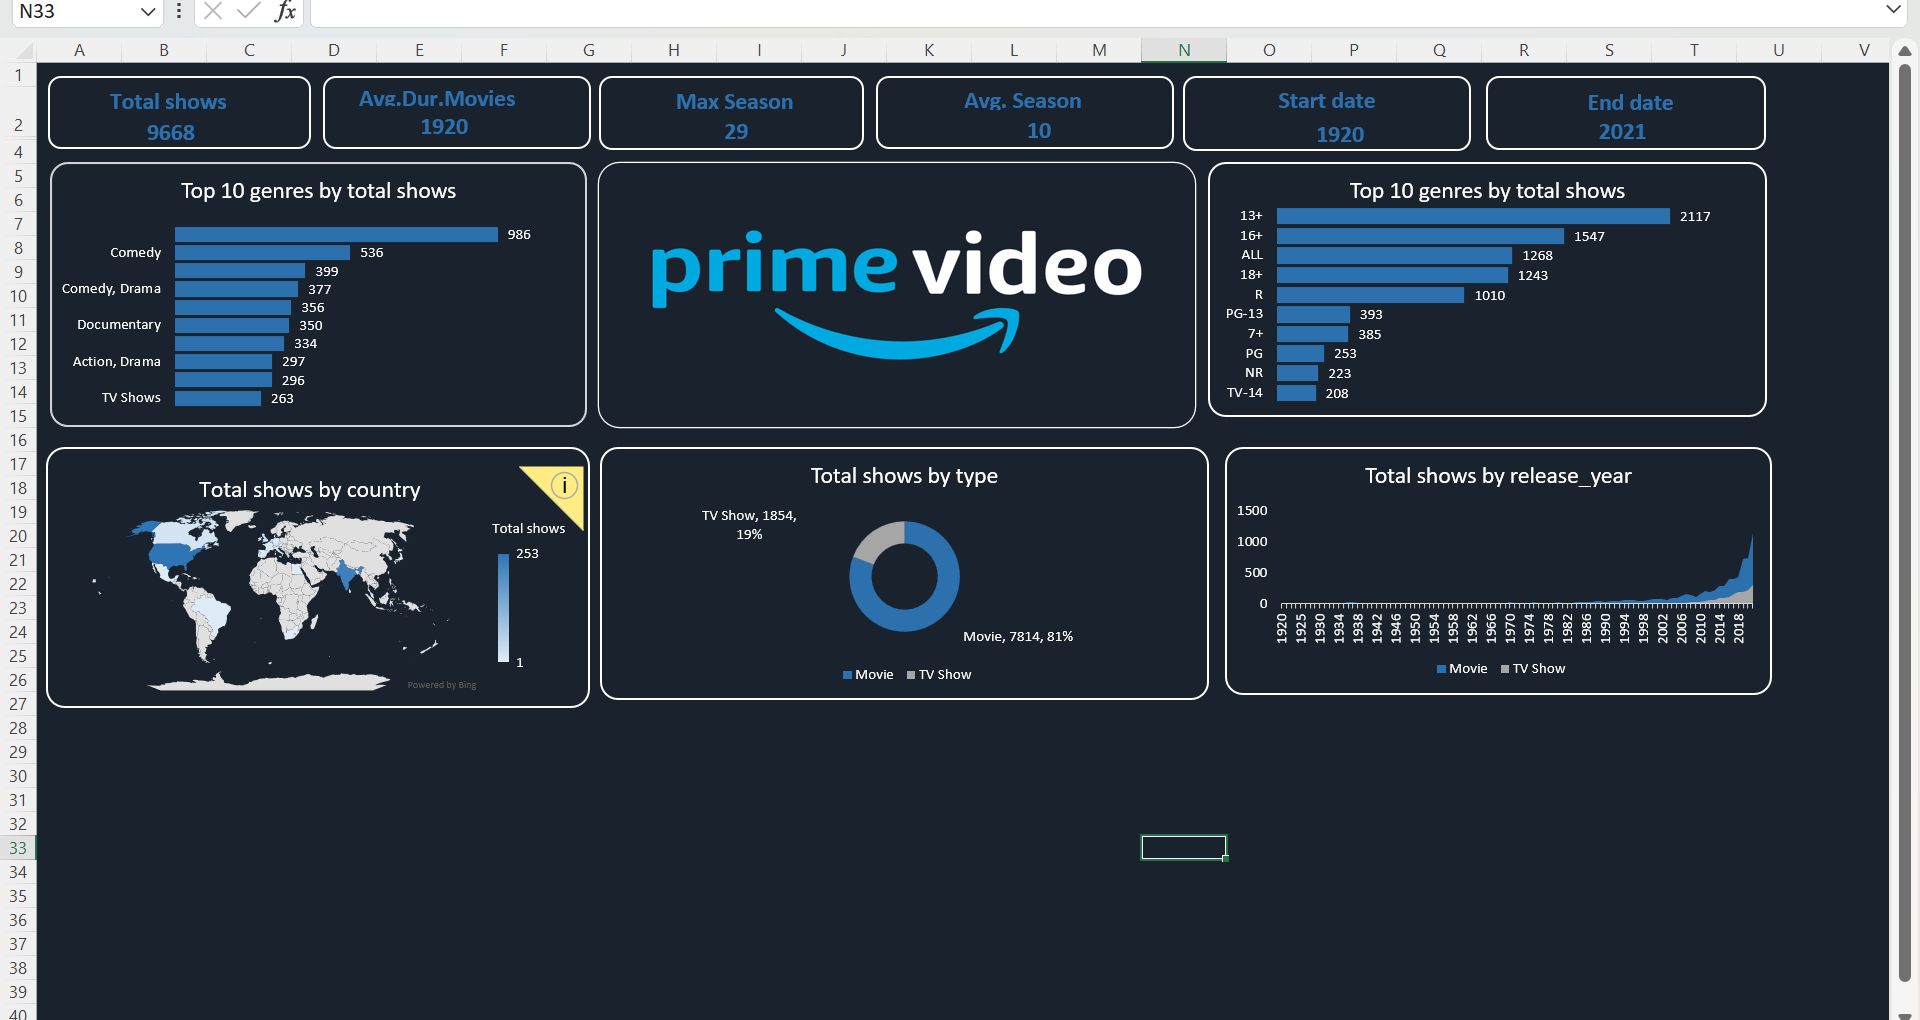 N33
fx
A B C D E F G H I J K L M N O P Q R S T U V
1
2
4
5
6
7
8
9
10
11
12
13
14
15
16
17
18
19
20
21
22
23
24
25
26
27
28
29
30
31
32
33
34
35
36
37
38
39
40
Total shows
9668
Avg.Dur.Movies
1920
Max Season
29
Avg. Season
10
Start date
1920
End date
2021
Top 10 genres by total shows
986
Comedy 536
399
Comedy, Drama 377
356
Documentary 350
334
Action, Drama 297
296
TV Shows 263
prime video
Top 10 genres by total shows
13+ 2117
16+ 1547
ALL 1268
18+ 1243
R 1010
PG-13 393
7+ 385
PG 253
NR 223
TV-14 208
Total shows by country
i
Total shows
253
1
Powered by Bing
Total shows by type
TV Show, 1854,
19%
Movie, 7814, 81%
Movie TV Show
Total shows by release_year
1500
1000
500
0
1920 1925 1930 1934 1938 1942 1946 1950 1954 1958 1962 1966 1970 1974 1978 1982 1986 1990 1994 1998 2002 2006 2010 2014 2018
Movie TV Show